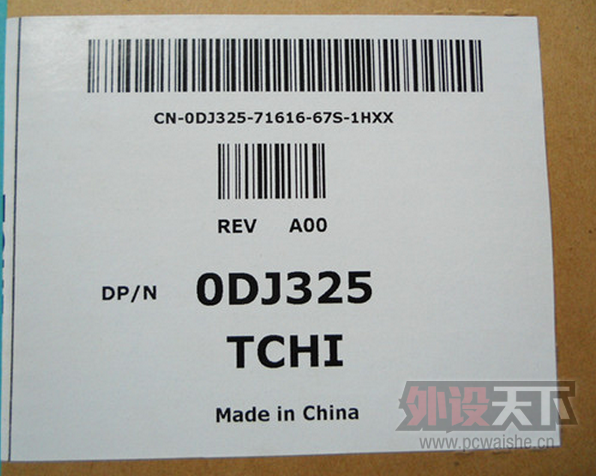 CN-0DJ325-71616-67S-1HXX
REV A00
DP/N 0DJ325
TCHI
Made in China
外设天下
www.pcwaishe.cn